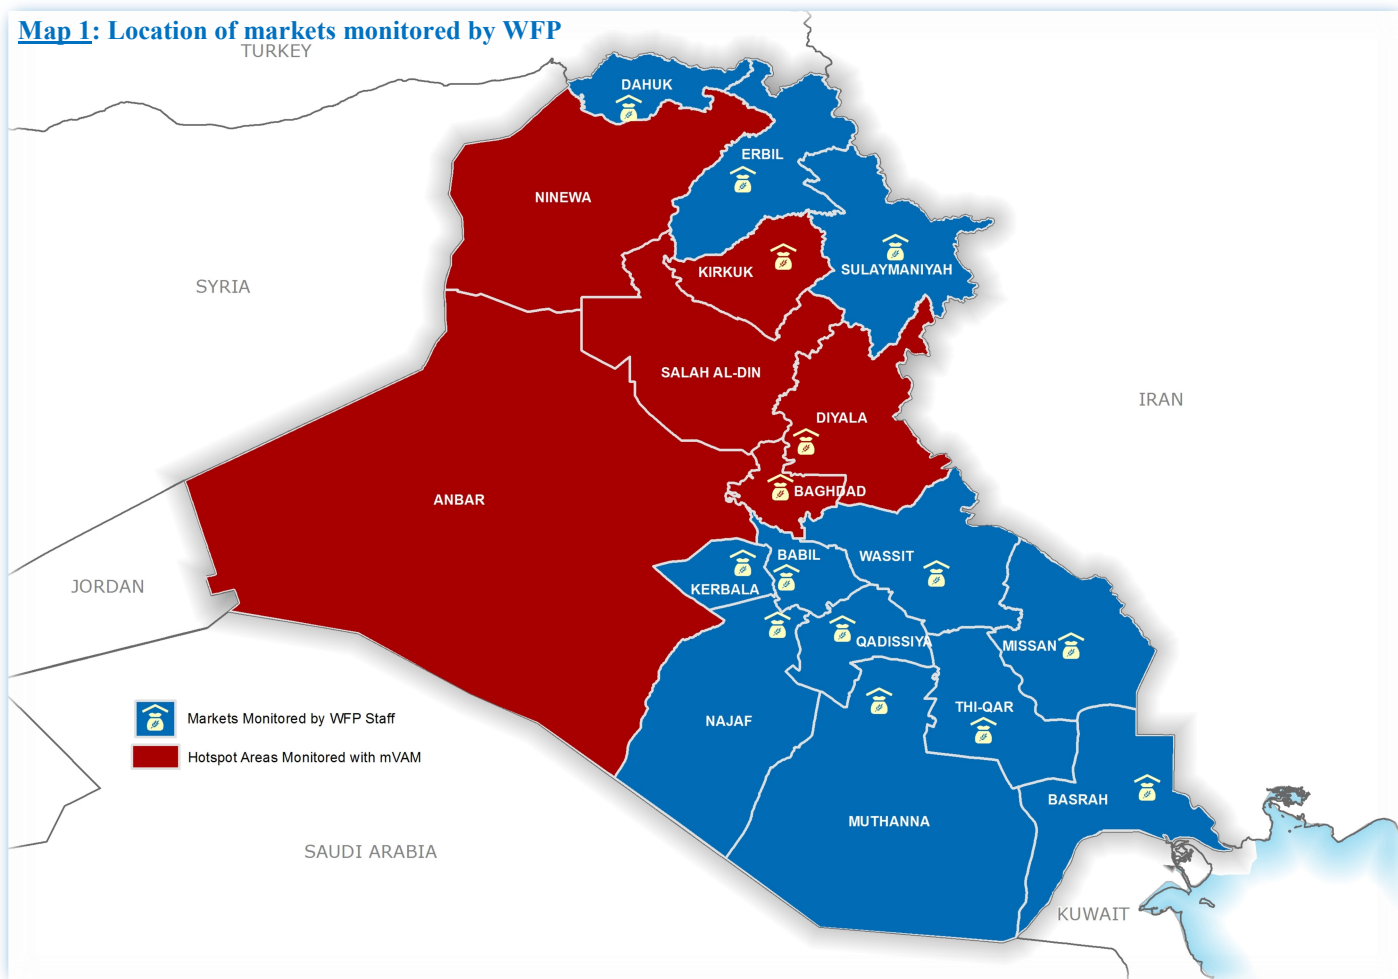 Map 1: Location of markets monitored by WFP
TURKEY
DAHUK
ERBIL
NINEWA
KIRKUK
SULAYMANIYAH
SYRIA
SALAH AL-DIN
IRAN
DIYALA
BAGHDAD
ANBAR
BABIL
WASSIT
JORDAN
KERBALA
QADISSIYA
MISSAN
NAJAF
THI-QAR
Markets Monitored by WFP Staff
Hotspot Areas Monitored with mVAM
BASRAH
MUTHANNA
SAUDI ARABIA
KUWAIT